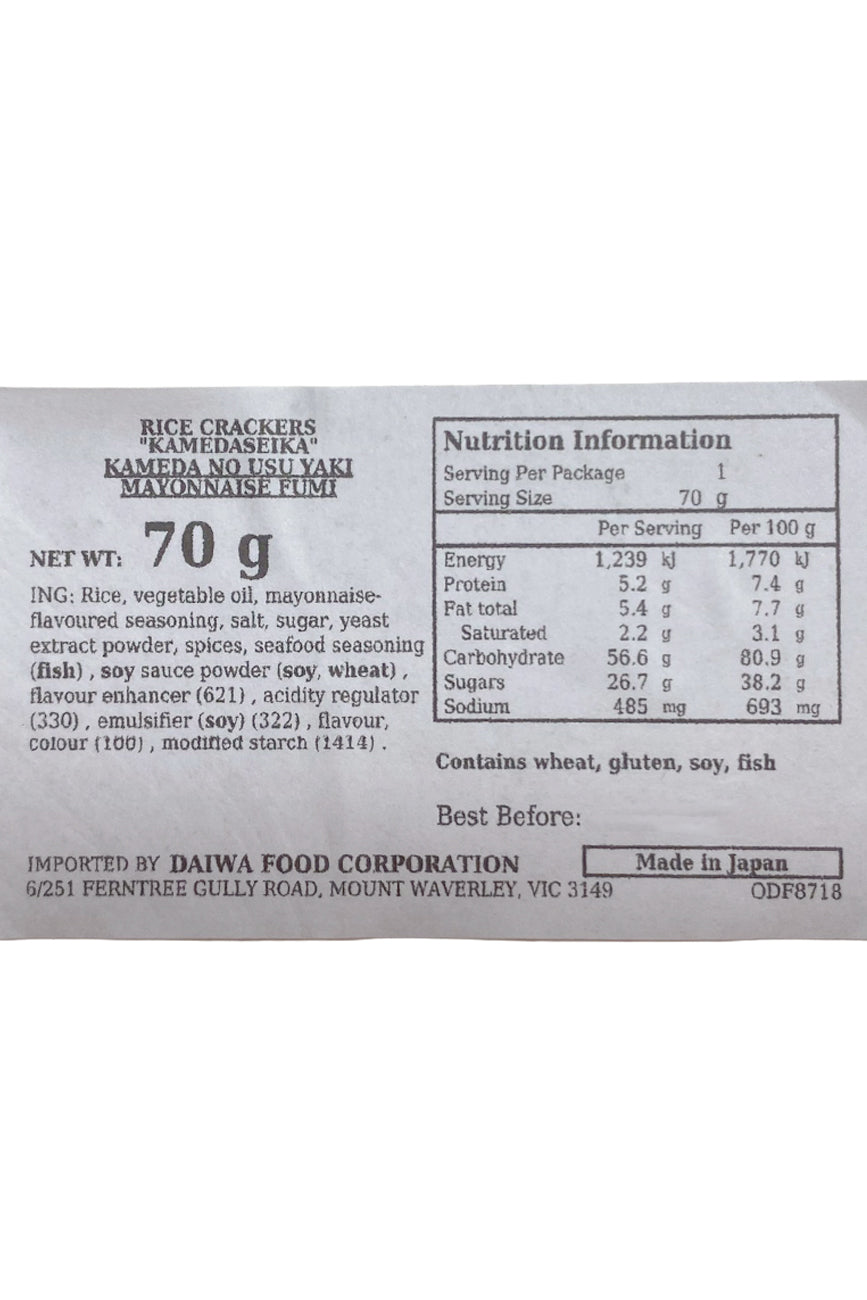 RICE CRACKERS
"KAMEDASEIKA"
KAMEDA NO USU YAKI
MAYONNAISE FUMI
NET WT: 70 g
ING: Rice, vegetable oil, mayonnaise-
flavoured seasoning, salt, sugar, yeast
extract powder, spices, seafood seasoning
(fish) , soy sauce powder (soy, wheat) ,
flavour enhancer (621) , acidity regulator
(330) , emulsifier (soy) (322) , flavour,
colour (100) , modified starch (1414) .
Nutrition Information
Serving Per Package 1
Serving Size 70 g
Per Serving Per 100 g
Energy 1,239 kJ 1,770 kJ
Protein 5.2 g 7.4 g
Fat total 5.4 g 7.7 g
Saturated 2.2 g 3.1 g
Carbohydrate 56.6 g 80.9 g
Sugars 26.7 g 38.2 g
Sodium 485 mg 693 mg
Contains wheat, gluten, soy, fish
Best Before:
IMPORTED BY DAIWA FOOD CORPORATION
6/251 FERNTREE GULLY ROAD, MOUNT WAVERLEY, VIC 3149
Made in Japan
ODF8718